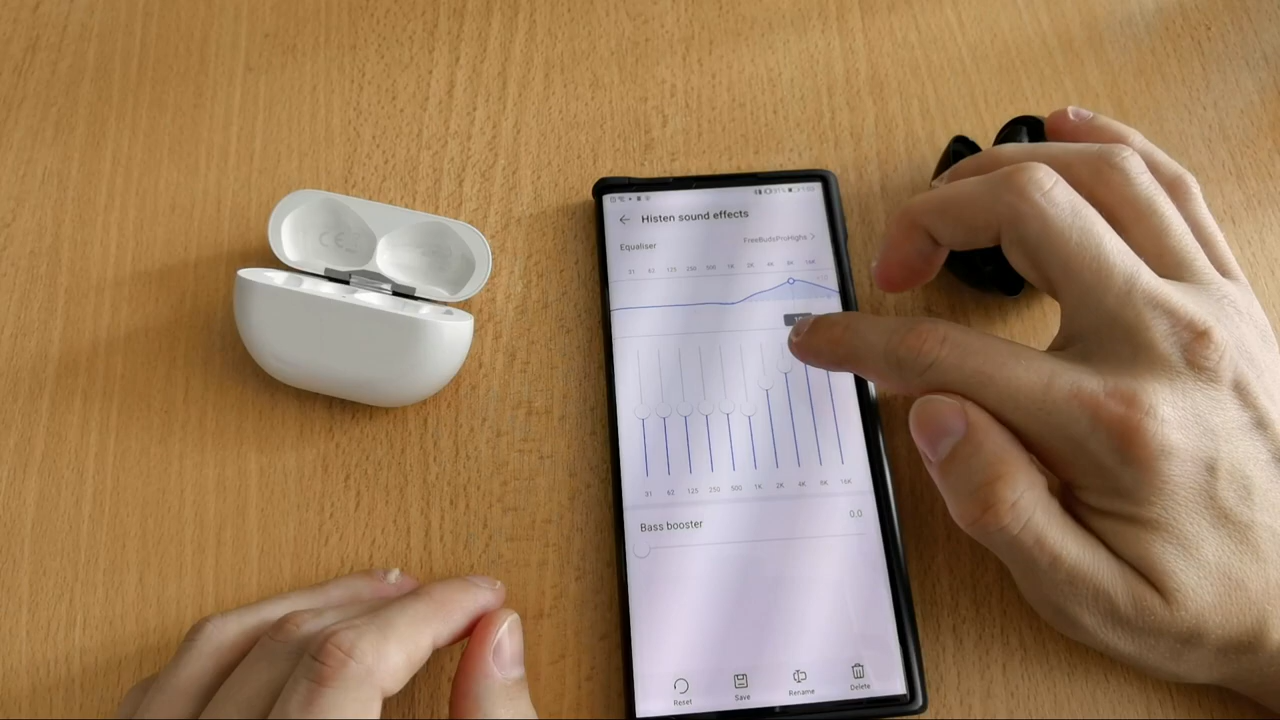 Histen sound effects
Equaliser FreeBudsProHighs >
31 62 125 250 500 1K 2K 4K 8K 16K
31 62 125 250 500 1K 2K 4K 8K 16K
Bass booster 0,0
Reset Save Rename Delete
CE